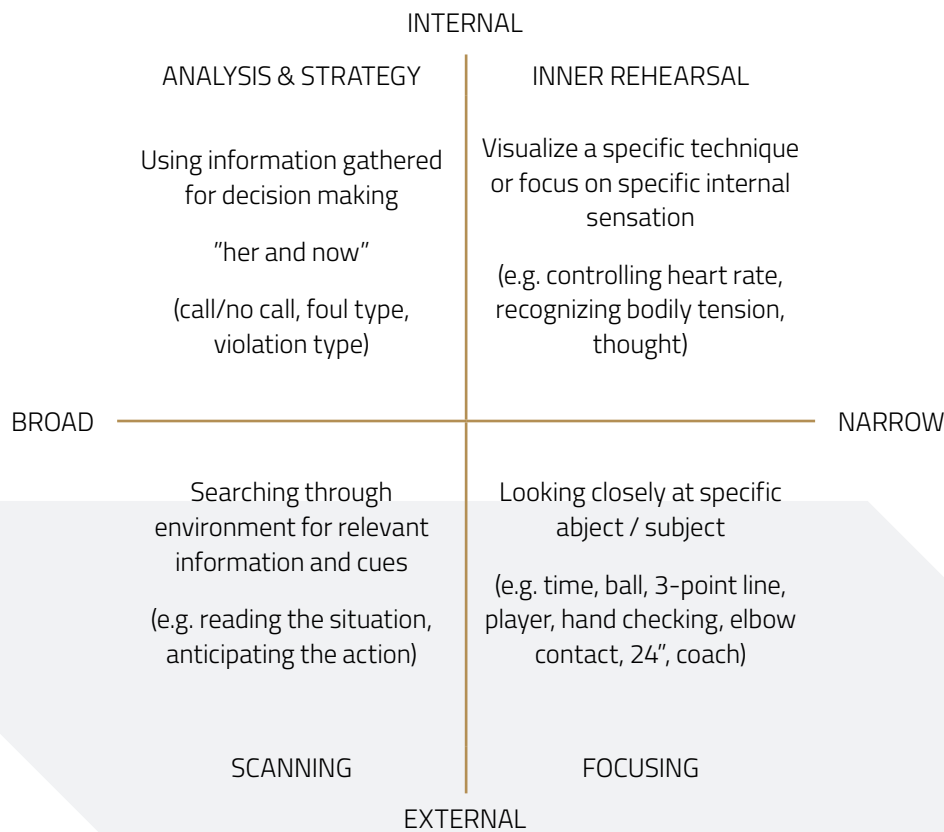 INTERNAL
ANALYSIS & STRATEGY
Using information gathered
for decision making
”her and now”
(call/no call, foul type,
violation type)
INNER REHEARSAL
Visualize a specific technique
or focus on specific internal
sensation
(e.g. controlling heart rate,
recognizing bodily tension,
thought)
BROAD
NARROW
Searching through
environment for relevant
information and cues
(e.g. reading the situation,
anticipating the action)
SCANNING
Looking closely at specific
abject / subject
(e.g. time, ball, 3-point line,
player, hand checking, elbow
contact, 24”, coach)
FOCUSING
EXTERNAL